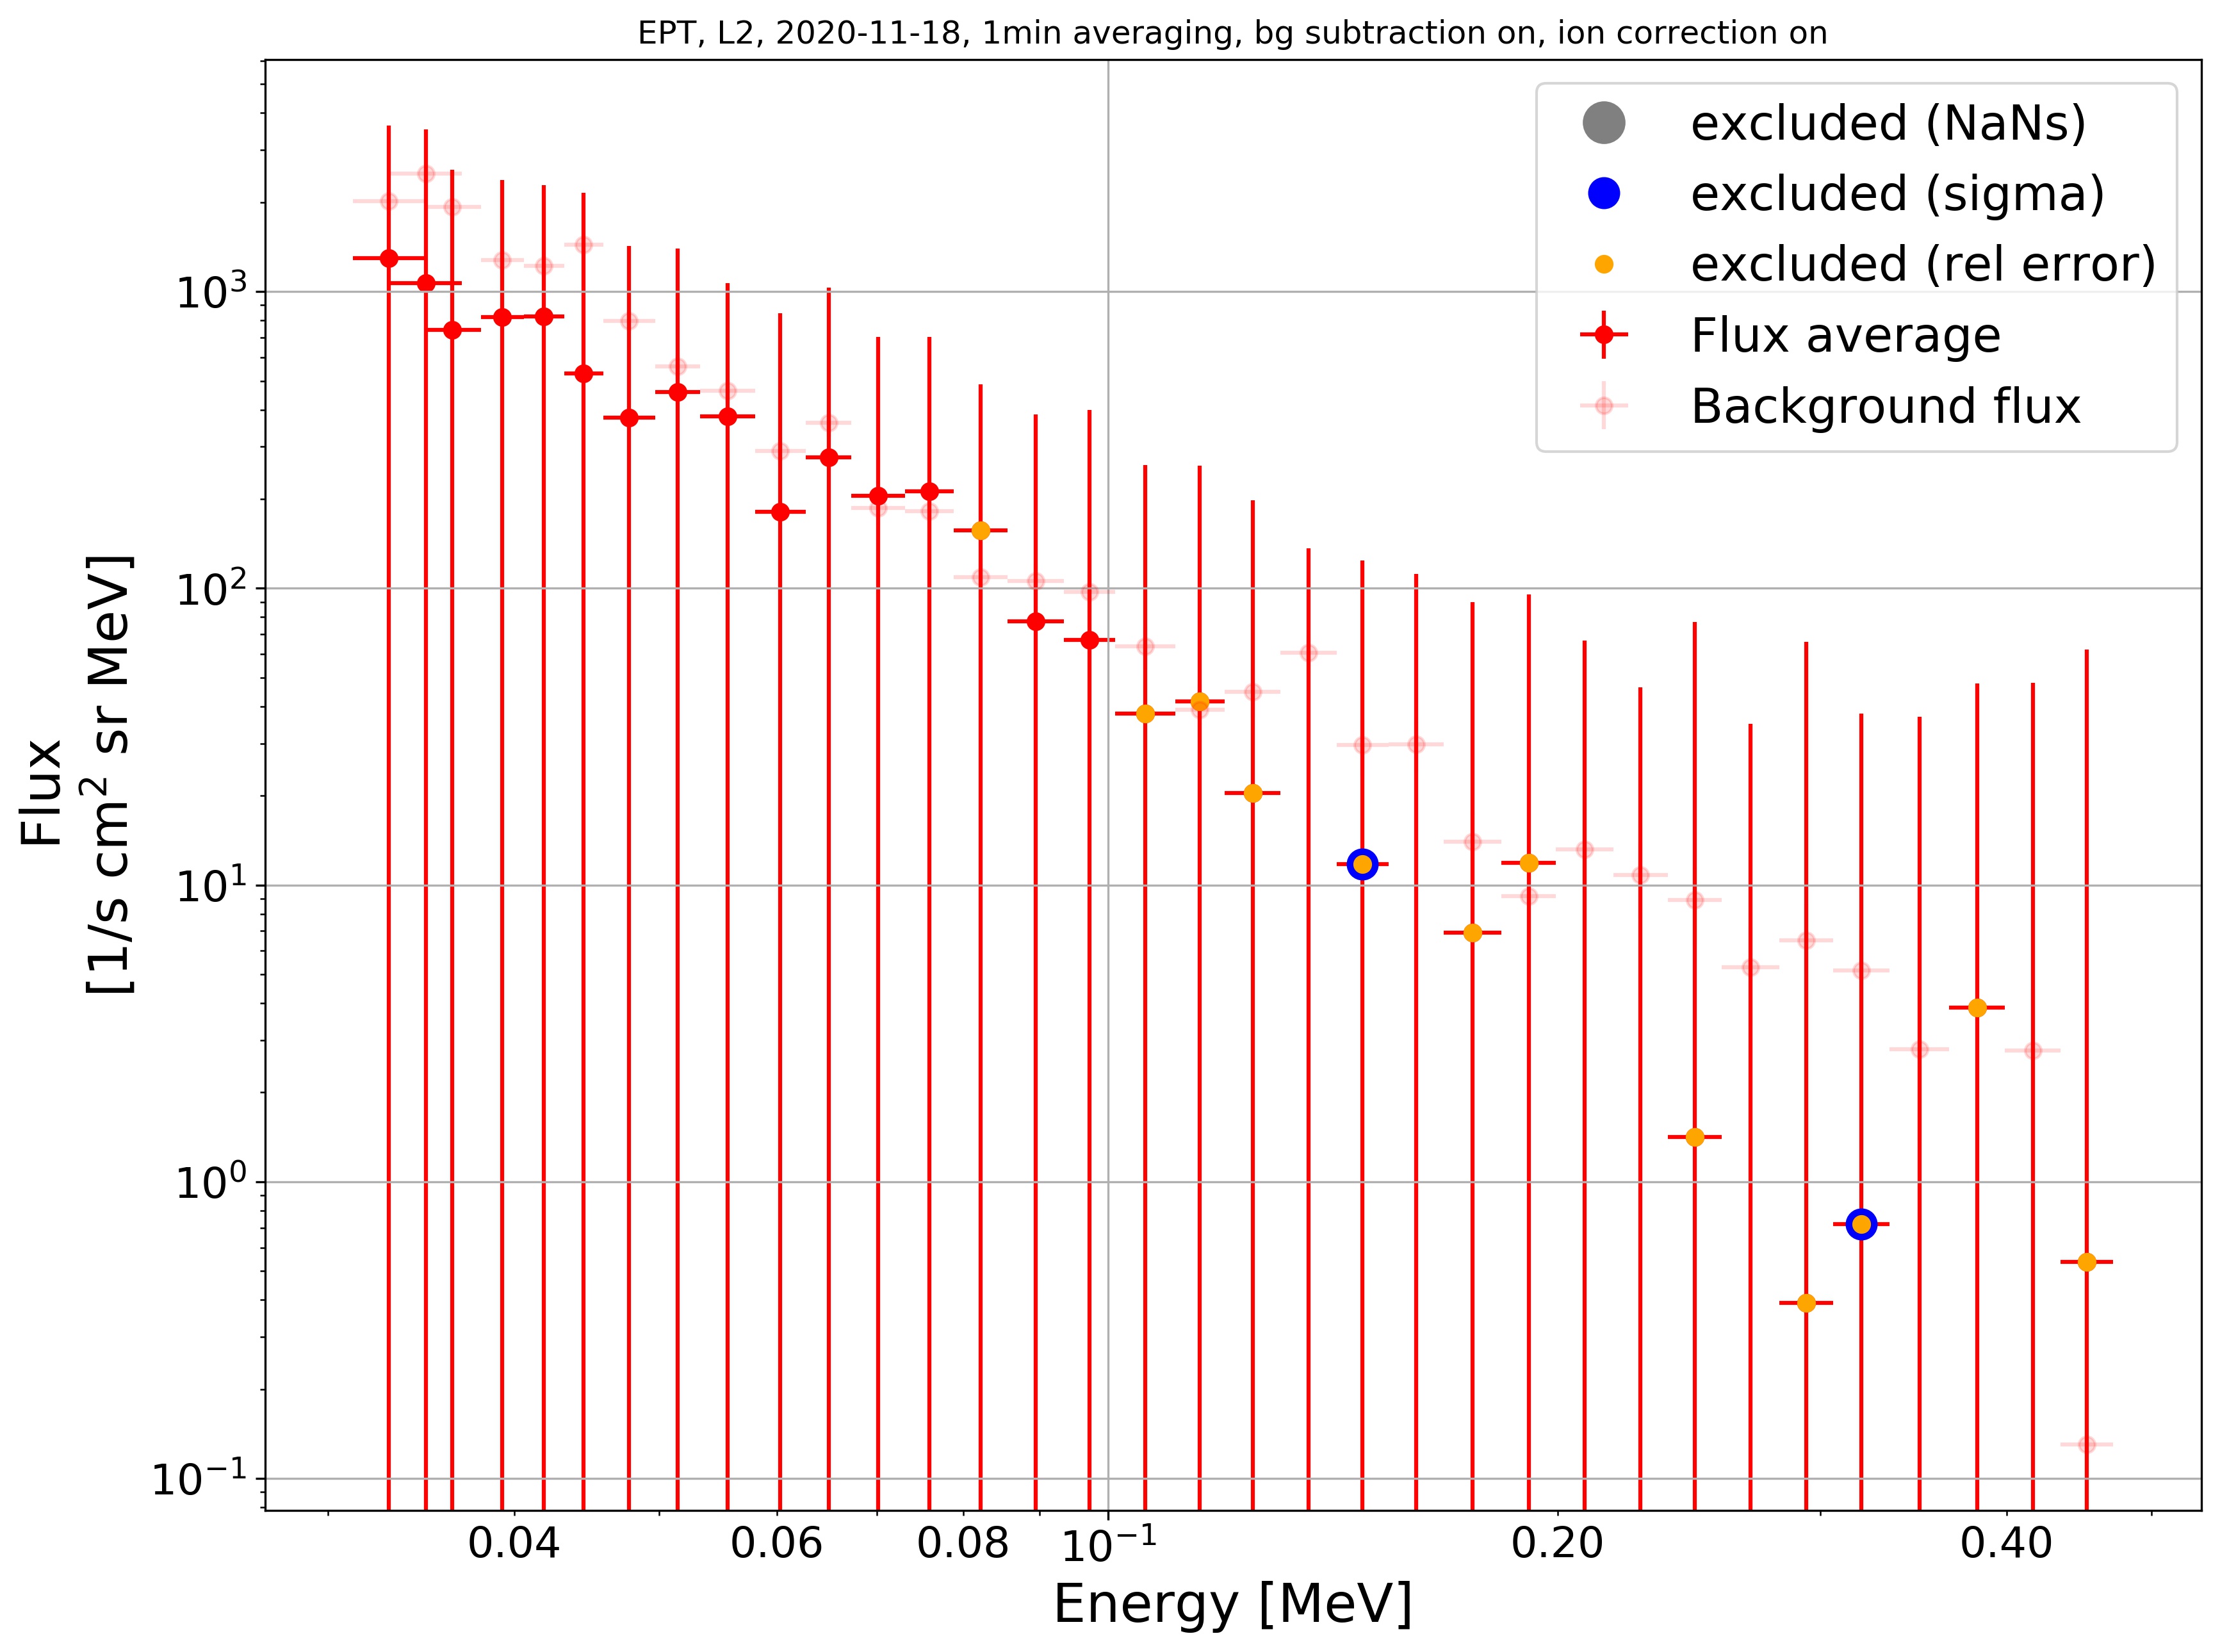 EPT, L2, 2020-11-18, 1min averaging, bg subtraction on, ion correction on
excluded (NaNs)
excluded (sigma)
excluded (rel error)
Flux average
Background flux
10³
10²
10¹
10⁰
10⁻¹
Flux
[1/s cm² sr MeV]
0.04
0.06
0.08
10⁻¹
0.20
0.40
Energy [MeV]